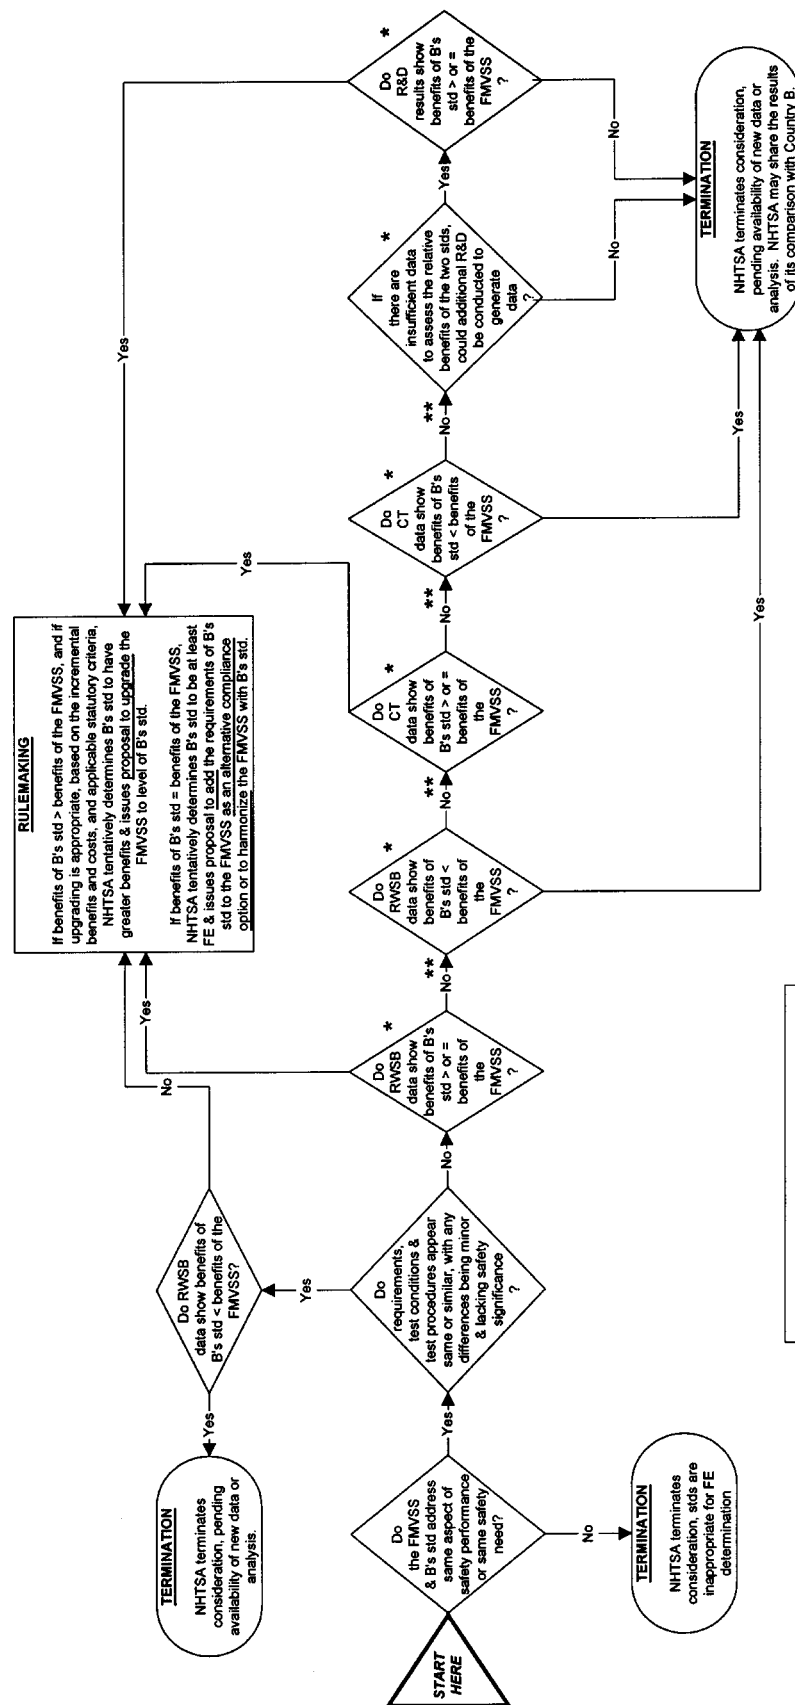 START
HERE
Do
the FMVSS
& B's std address
same aspect of
safety performance
or same safety
need?
No
TERMINATION
NHTSA terminates
consideration, stds are
inappropriate for FE
determination
Yes
Do
requirements,
test conditions &
test procedures appear
same or similar, with any
differences being minor
& lacking safety
significance
?
Yes
Do RWSB
data show benefits of
B's std < benefits of the
FMVSS?
Yes
TERMINATION
NHTSA terminates
consideration, pending
availability of new data or
analysis.
No
No
Do
RWSB
data show
benefits of B's
std > or =
benefits of
the
FMVSS
?
*
Yes
No
**
Do
RWSB
data show
benefits of
B's std <
benefits of
the
FMVSS
?
*
Yes
No
**
Do
CT
data show
benefits of
B's std > or =
benefits of
the
FMVSS
?
*
Yes
No
**
Do
CT
data show
benefits of B's
std < benefits
of the
FMVSS
?
*
Yes
No
**
If
there are
insufficient data
to assess the relative
benefits of the two stds,
could additional R&D
be conducted to
generate
data
?
*
No
Yes
Do
R&D
results show
benefits of B's
std > or =
benefits of the
FMVSS
?
*
No
Yes
RULEMAKING
If benefits of B's std > benefits of the FMVSS, and if
upgrading is appropriate, based on the incremental
benefits and costs, and applicable statutory criteria,
NHTSA tentatively determines B's std to have
greater benefits & issues proposal to upgrade the
FMVSS to level of B's std.
If benefits of B's std = benefits of the FMVSS,
NHTSA tentatively determines B's std to be at least
FE & issues proposal to add the requirements of B's
std to the FMVSS as an alternative compliance
option or to harmonize the FMVSS with B's std.
TERMINATION
NHTSA terminates consideration,
pending availability of new data or
analysis. NHTSA may share the results
of its comparison with Country B.